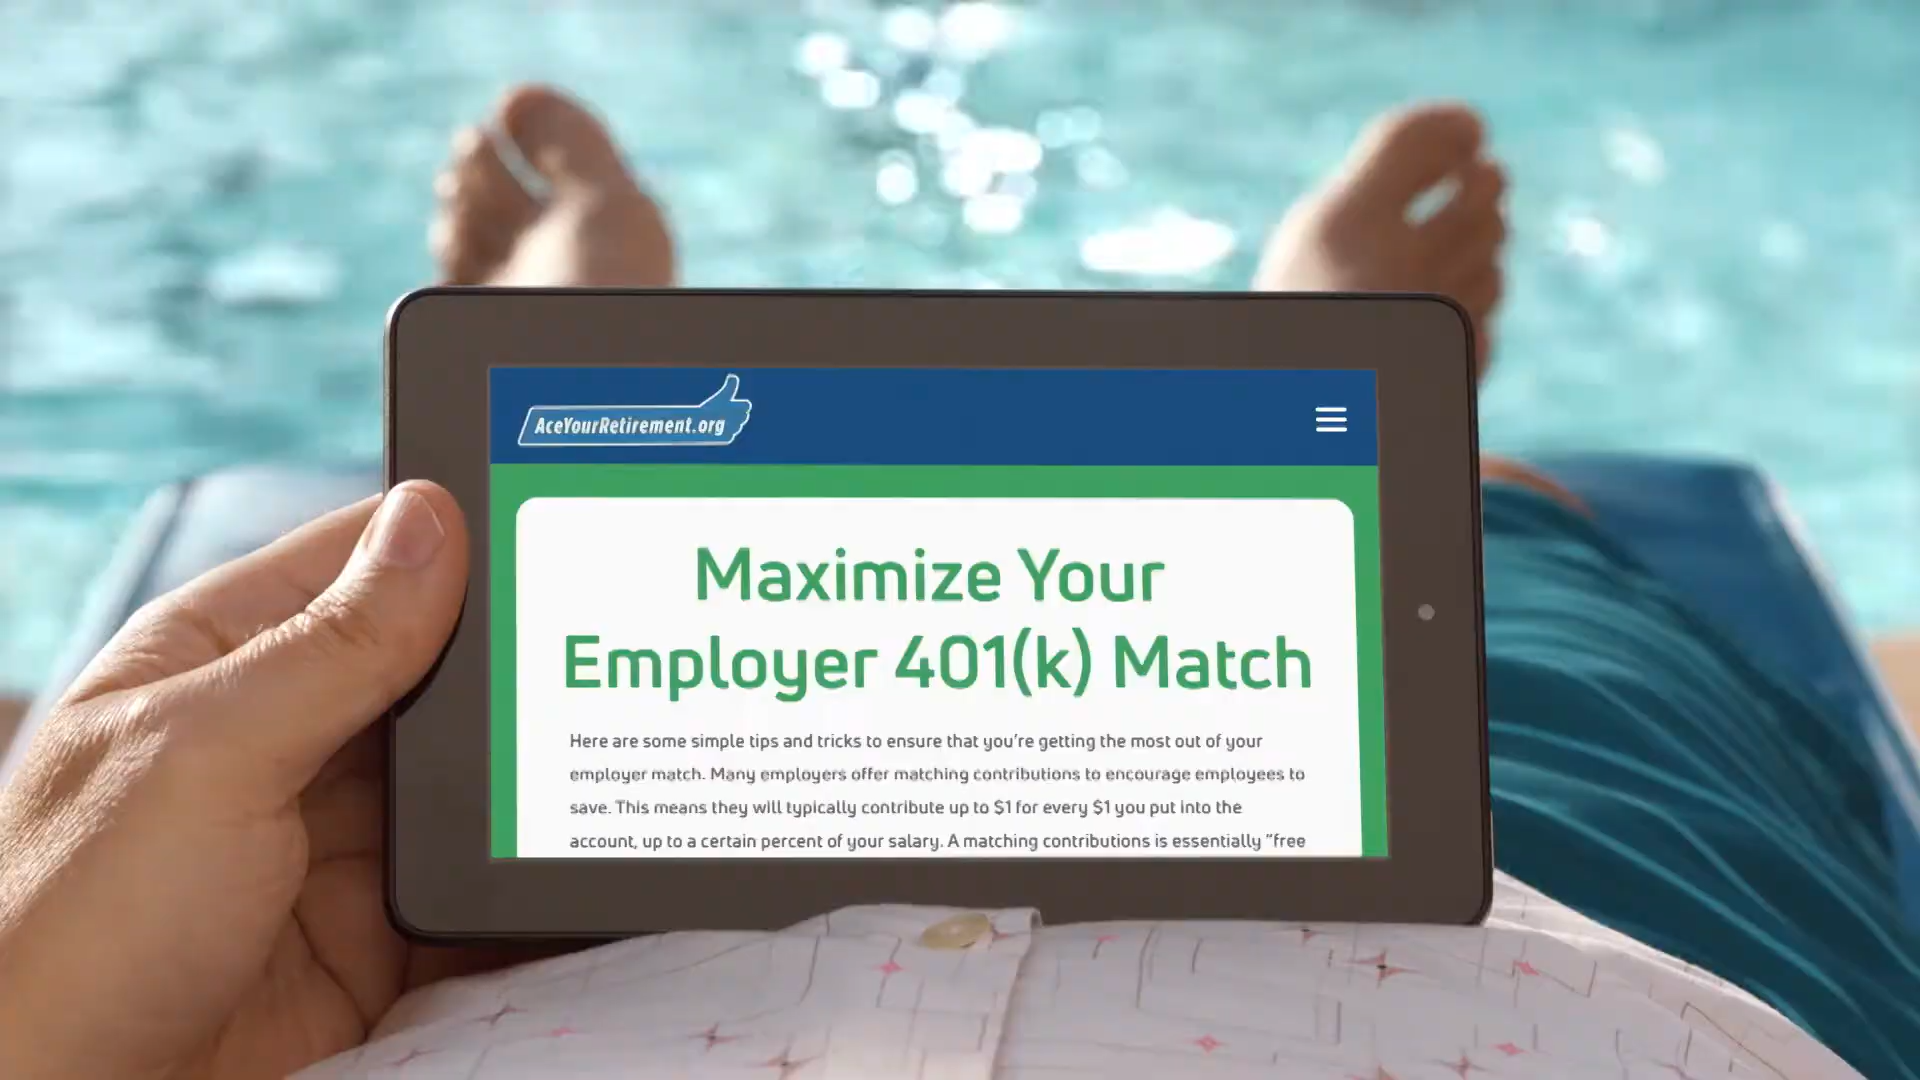 AceYourRetirement.org
Maximize Your
Employer 401(k) Match
Here are some simple tips and tricks to ensure that you're getting the most out of your
employer match. Many employers offer matching contributions to encourage employees to
save. This means they will typically contribute up to $1 for every $1 you put into the
account, up to a certain percent of your salary. A matching contributions is essentially "free